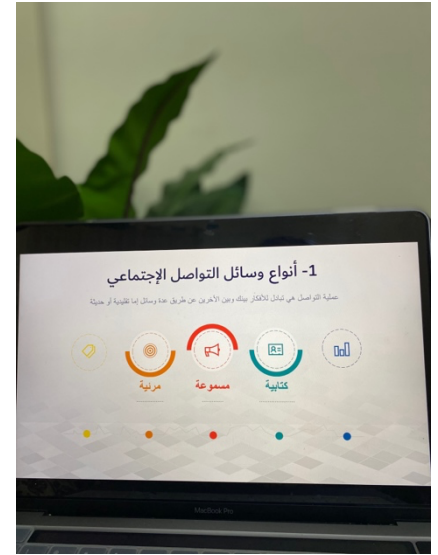 1- أنواع وسائل التواصل الإجتماعي
عملية التواصل هي تبادل للأفكار بينك وبين الأخرين عن طريق عدة وسائل إما تقليدية أو حديثة
كتابية
مسموعة
مرئية
MacBook Pro